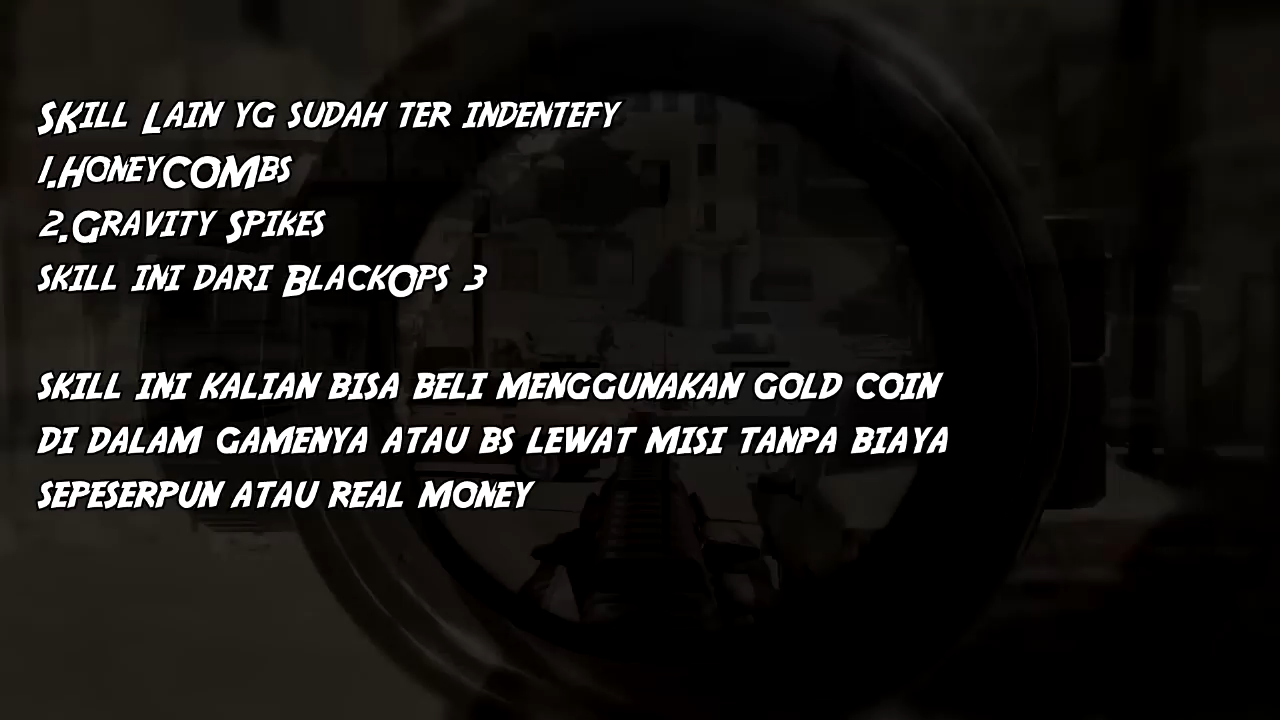 Skill Lain yg sudah ter indentefy
1.HoneyCOMbs
2.Gravity Spikes
skill ini dari BlackOps 3
skill ini kalian bisa beli menggunakan gold coin
di dalam gamenya atau bs lewat misi tanpa biaya
sepeserpun atau real money